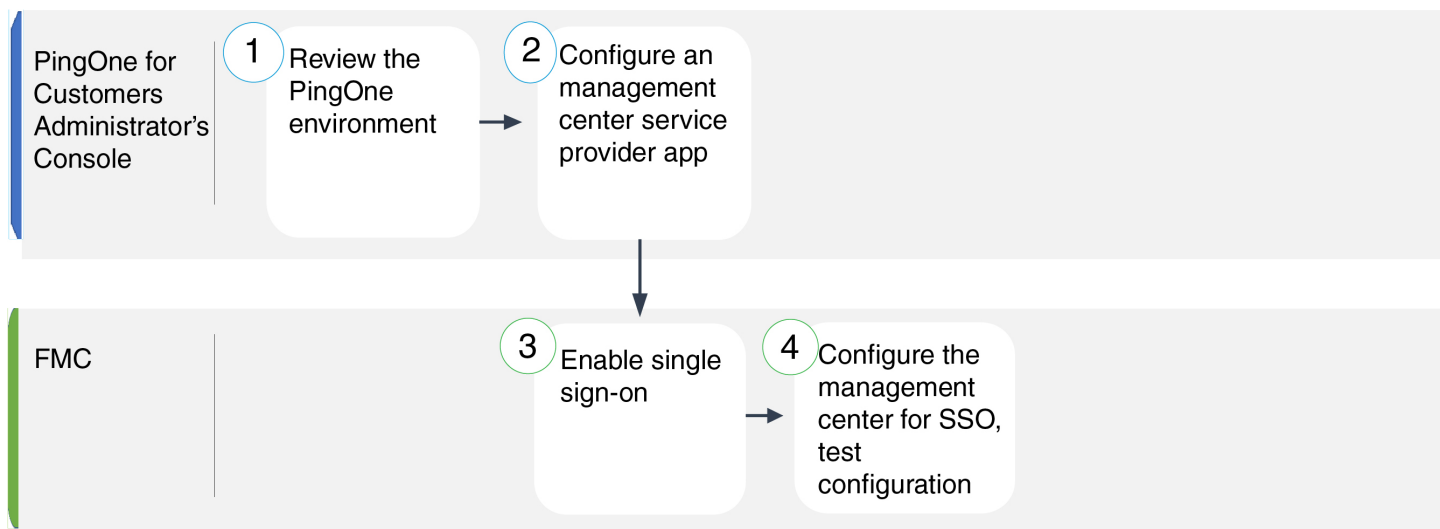 PingOne for
Customers
Administrator’s
Console
1
Review the
PingOne
environment
2
Configure an
management
center service
provider app
FMC
3
Enable single
sign-on
4
Configure the
management
center for SSO,
test
configuration